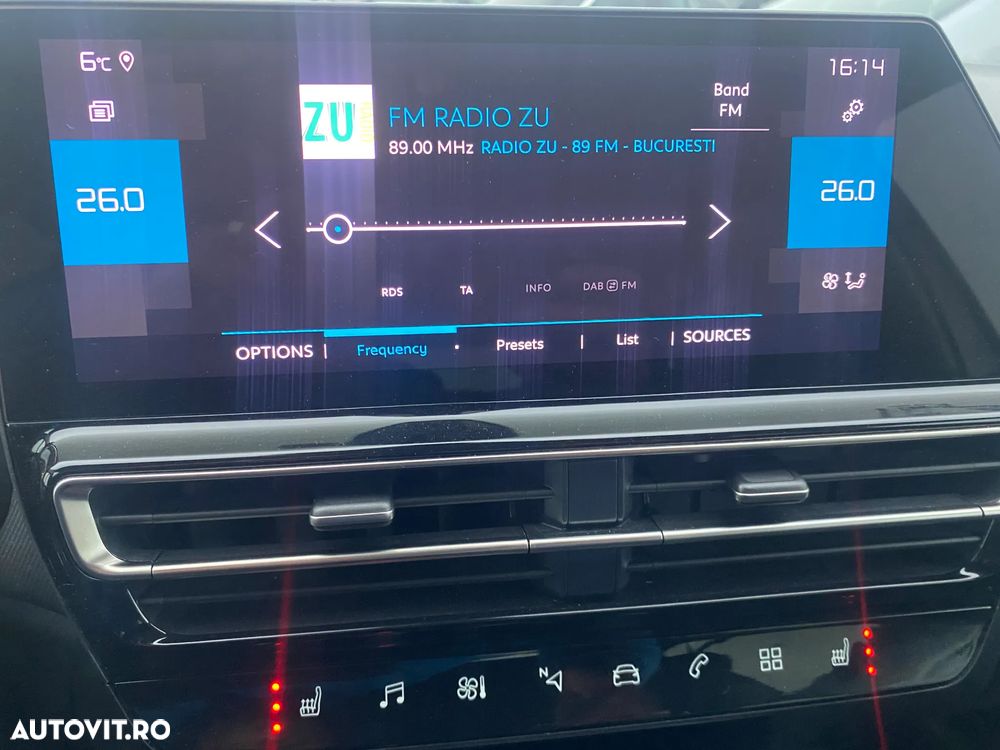 6°C
16:14
ZU
FM RADIO ZU
Band
FM
89.00 MHz RADIO ZU - 89 FM - BUCURESTI
26.0
26.0
RDS TA INFO DAB FM
OPTIONS | Frequency • Presets | List | SOURCES
N
AUTOVIT.RO